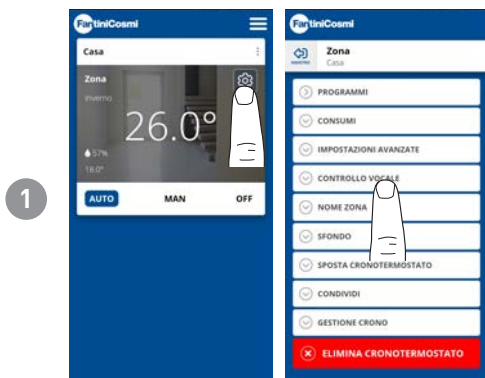 1
FantiniCosmi
Casa
Zona
inverno
26.0°
57%
18.0°
AUTO MAN OFF
FantiniCosmi
Zona
Casa
PROGRAMMI
CONSUMI
IMPOSTAZIONI AVANZATE
CONTROLLO VOCALE
NOME ZONA
SFONDO
SPOSTA CRONOTERMOSTATO
CONDIVIDI
GESTIONE CRONO
ELIMINA CRONOTERMOSTATO